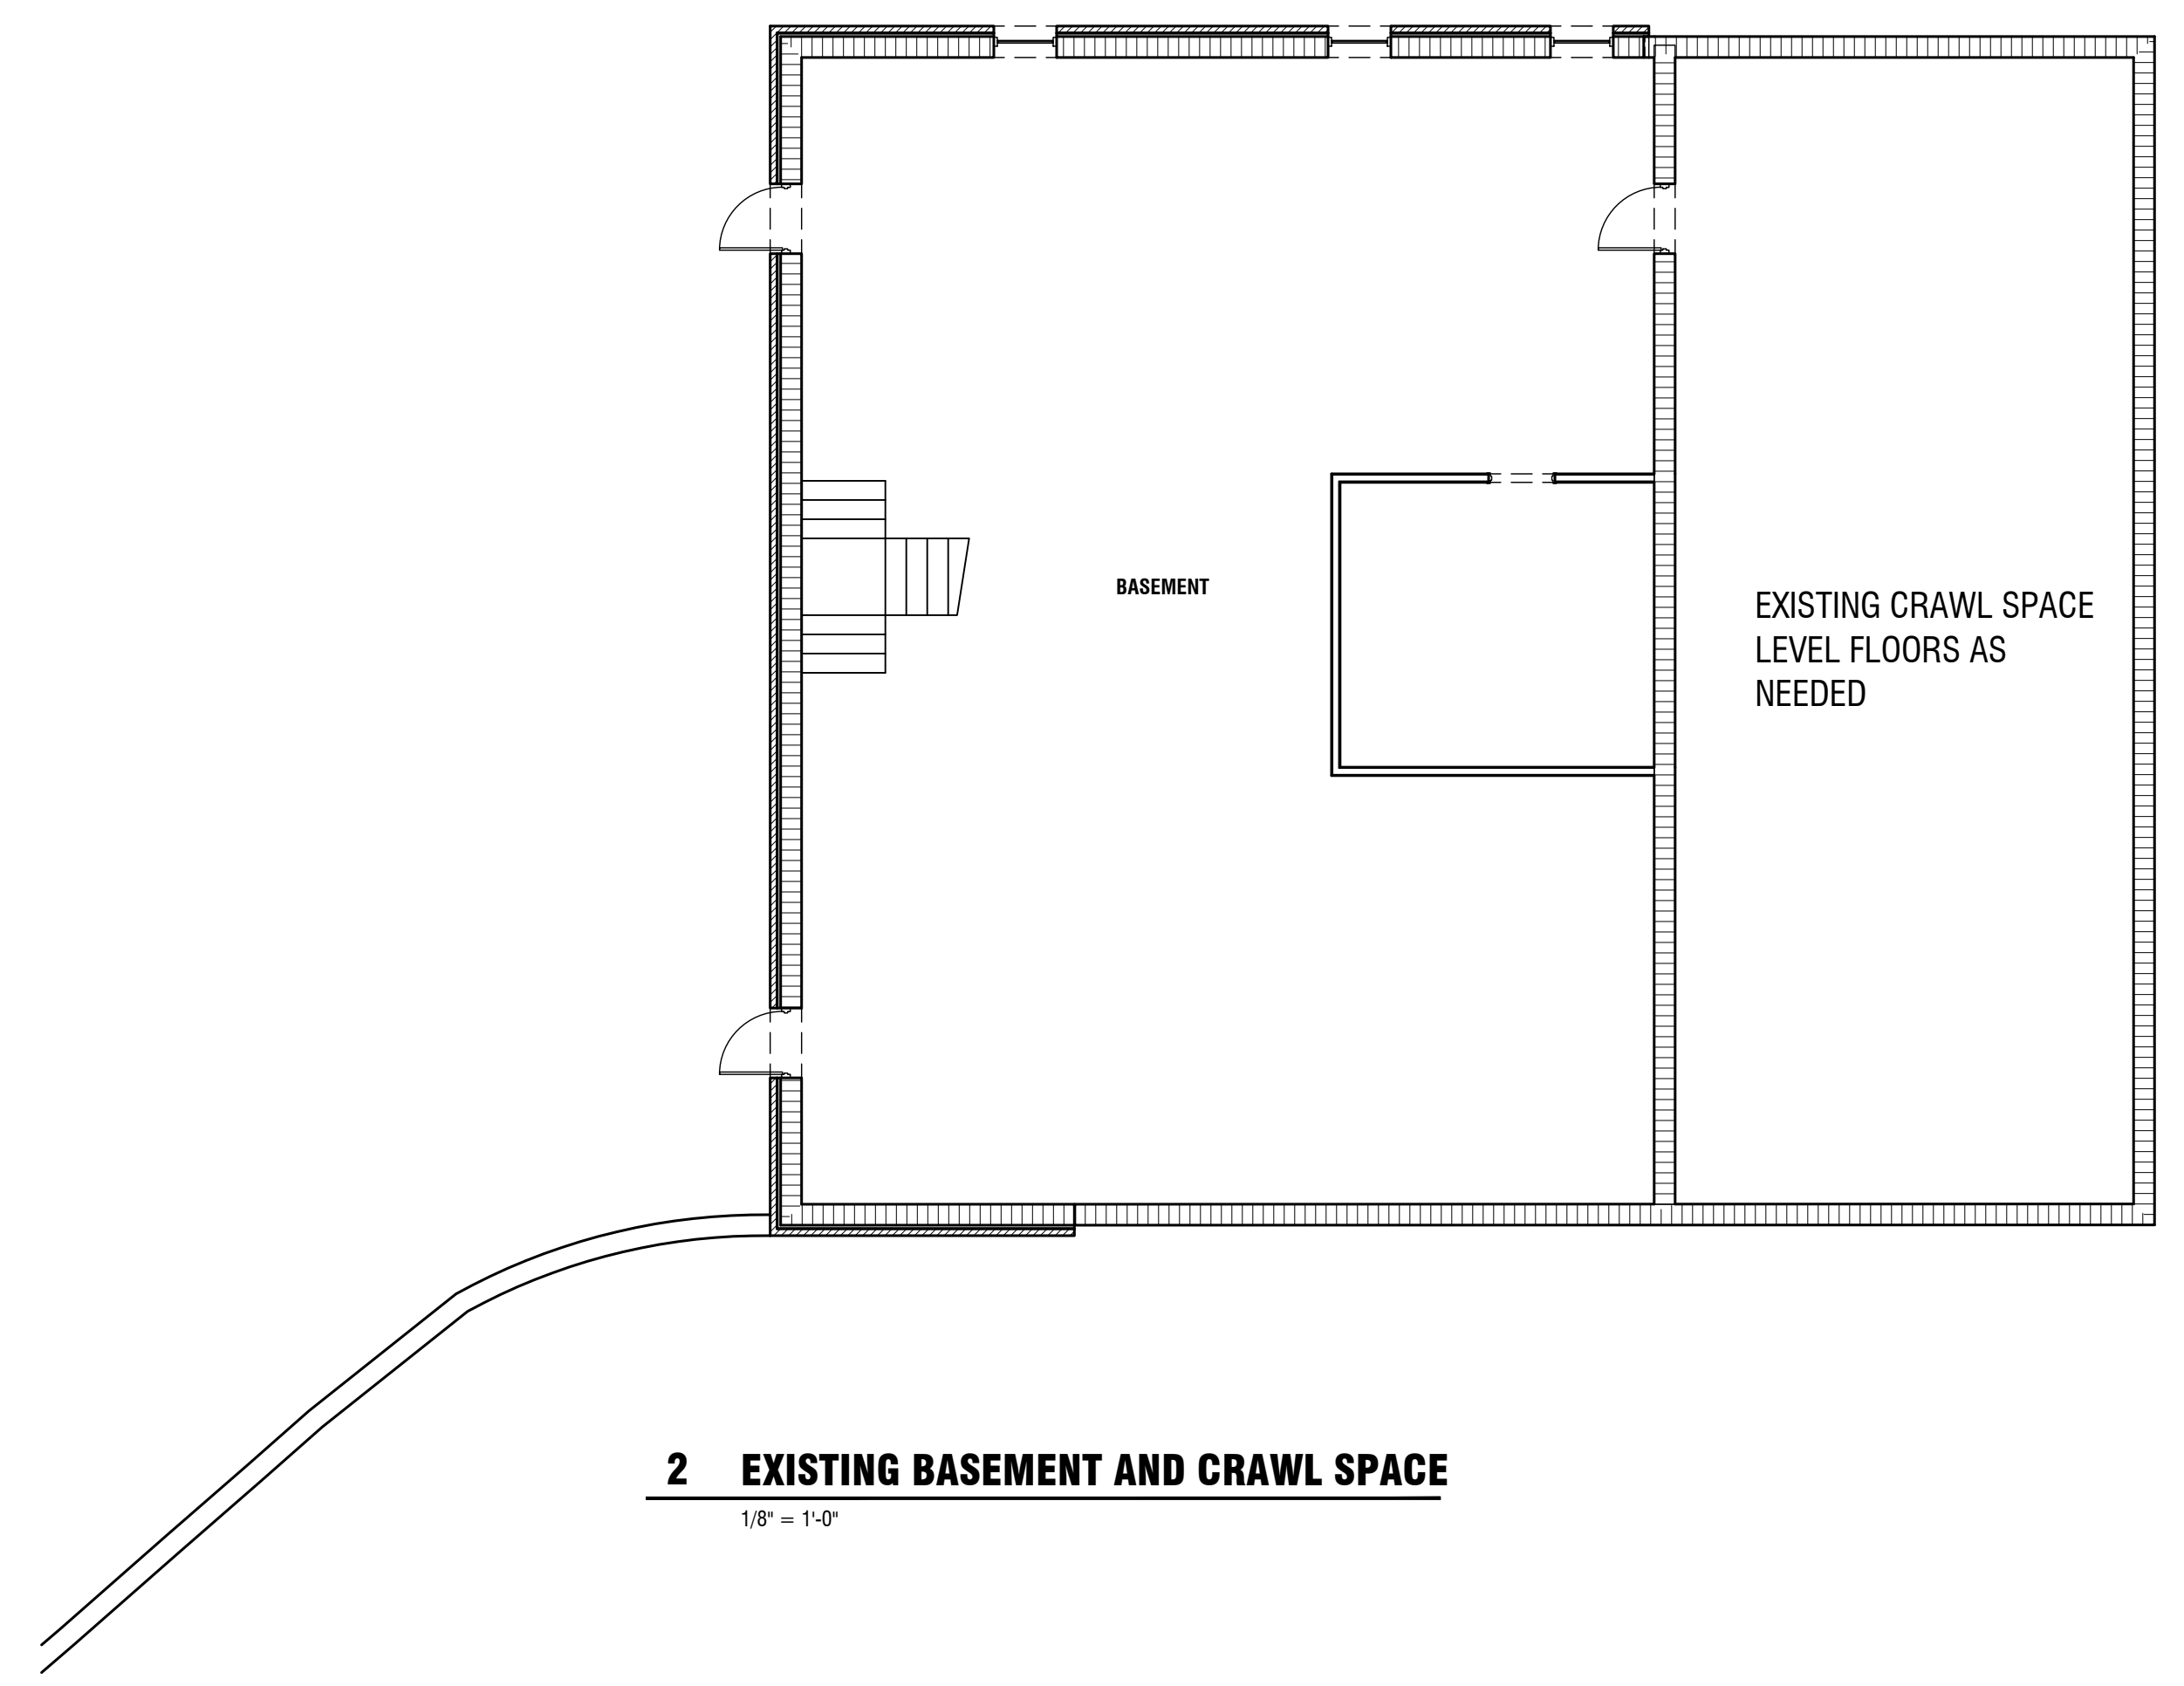 BASEMENT
EXISTING CRAWL SPACE
LEVEL FLOORS AS
NEEDED
2 EXISTING BASEMENT AND CRAWL SPACE
1/8" = 1'-0"